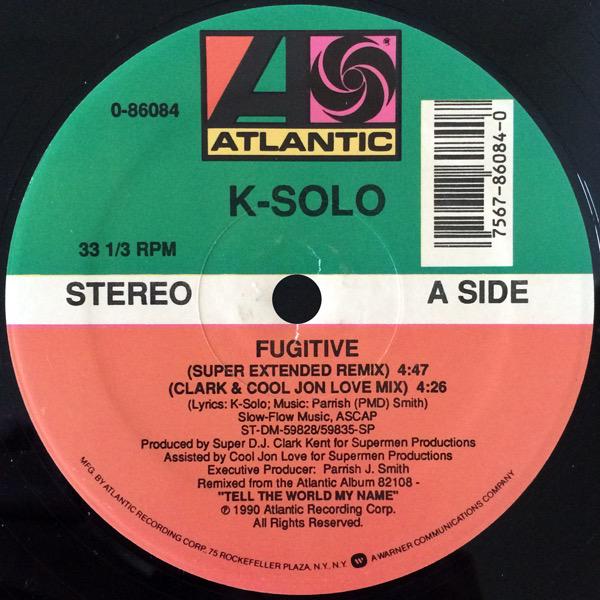 0-86084
ATLANTIC
7567-86084-0
K-SOLO
33 1/3 RPM
STEREO
A SIDE
FUGITIVE
(SUPER EXTENDED REMIX) 4:47
(CLARK & COOL JON LOVE MIX) 4:26
(Lyrics: K-Solo; Music: Parrish (PMD) Smith)
Slow-Flow Music, ASCAP
ST-DM-59828/59835-SP
Produced by Super D.J. Clark Kent for Supermen Productions
Assisted by Cool Jon Love for Supermen Productions
Executive Producer: Parrish J. Smith
Remixed from the Atlantic Album 82108 -
"TELL THE WORLD MY NAME"
℗ 1990 Atlantic Recording Corp.
All Rights Reserved.
MFG. BY ATLANTIC RECORDING CORP., 75 ROCKEFELLER PLAZA, N.Y. N.Y. A WARNER COMMUNICATIONS COMPANY